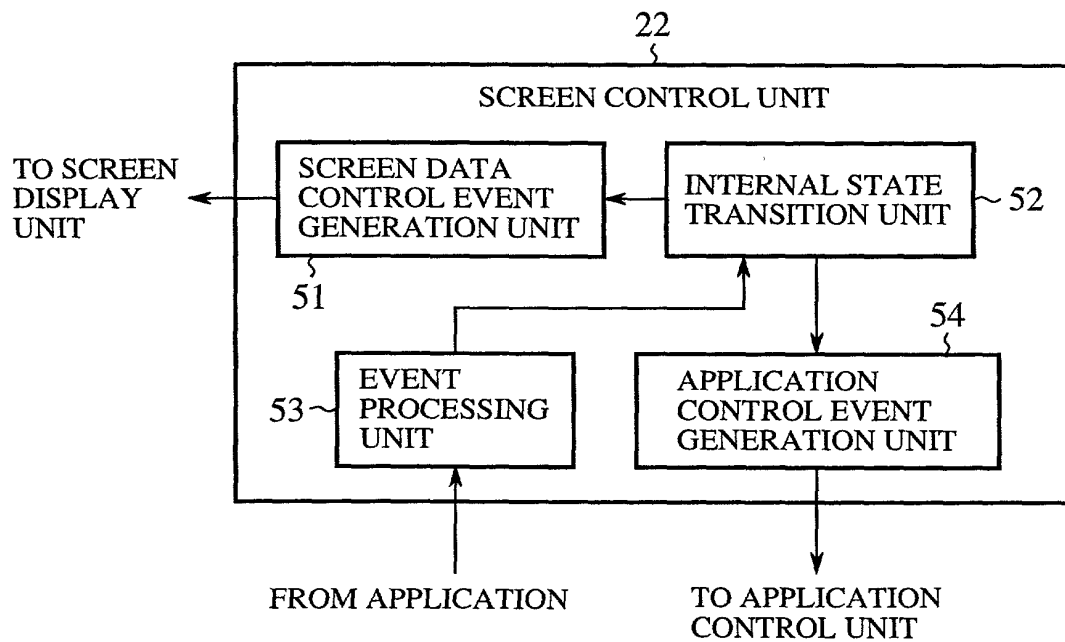 22
SCREEN CONTROL UNIT
TO SCREEN
DISPLAY
UNIT
SCREEN DATA
CONTROL EVENT
GENERATION UNIT
51
INTERNAL STATE
TRANSITION UNIT
52
53
EVENT
PROCESSING
UNIT
54
APPLICATION
CONTROL EVENT
GENERATION UNIT
FROM APPLICATION
TO APPLICATION
CONTROL UNIT